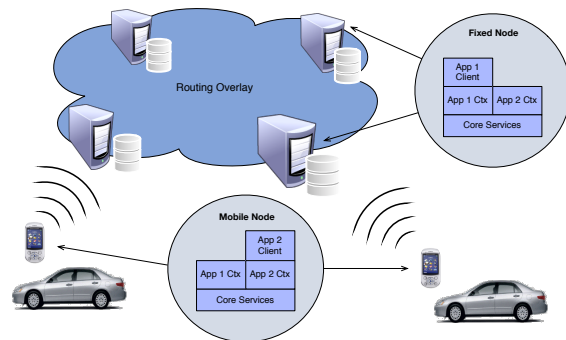 Fixed Node
App 1
Client
App 1 Ctx App 2 Ctx
Core Services
Routing Overlay
Mobile Node
App 2
Client
App 1 Ctx App 2 Ctx
Core Services